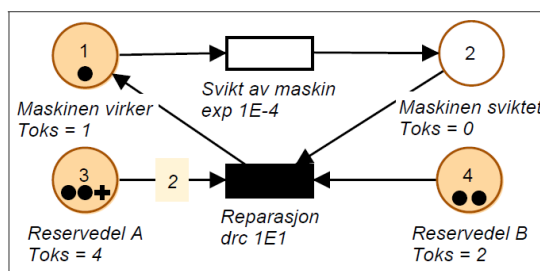 1
2
Maskinen virker
Toks = 1
Svikt av maskin
exp 1E-4
Maskinen sviktet
Toks = 0
3
2
4
Reservedel A
Toks = 4
Reparasjon
drc 1E1
Reservedel B
Toks = 2